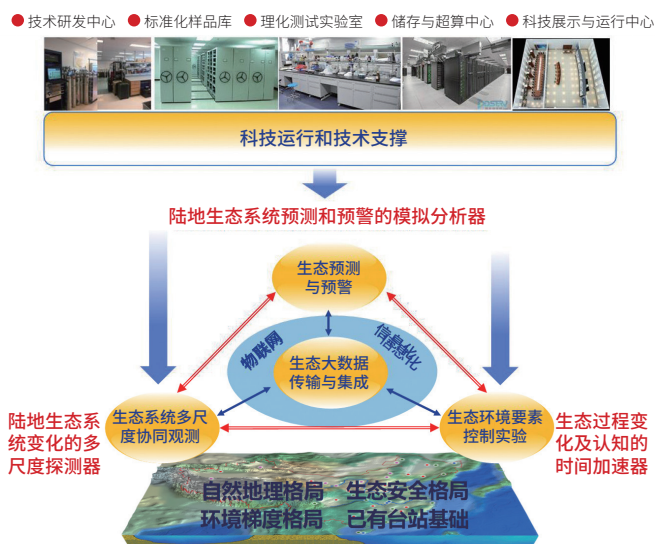 技术研发中心 标准化样品库 理化测试实验室 储存与超算中心 科技展示与运行中心
科技运行和技术支撑
陆地生态系统预测和预警的模拟分析器
生态预测
与预警
物联网
信息化
生态大数据
传输与集成
陆地生态系
统变化的多
尺度探测器
生态系统多尺
度协同观测
生态环境要素
控制实验
生态过程变
化及认知的
时间加速器
自然地理格局 生态安全格局
环境梯度格局 已有台站基础